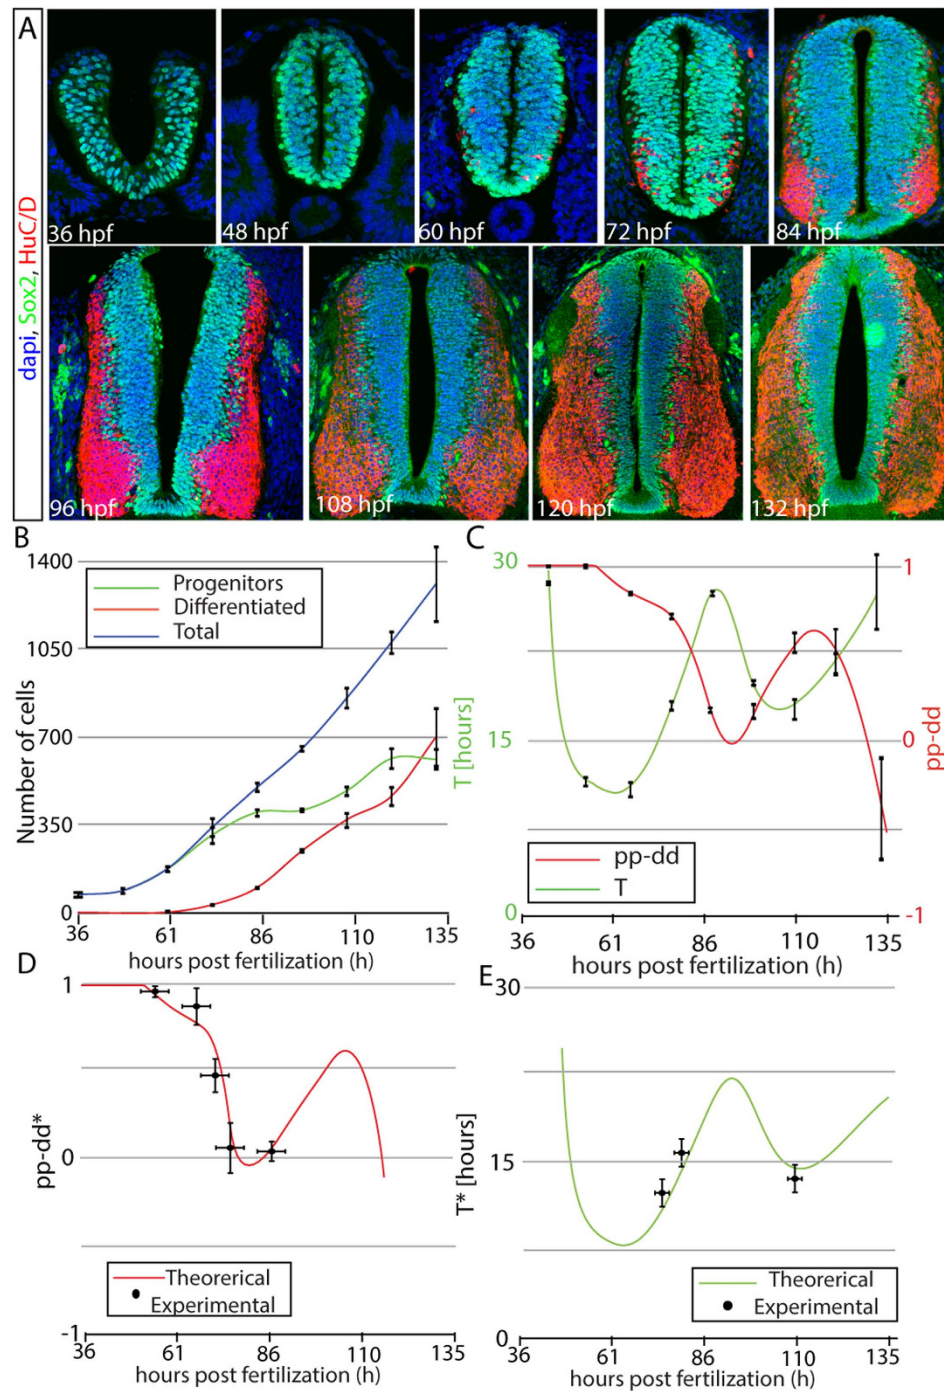 A
dapi, Sox2, HuC/D
36 hpf
48 hpf
60 hpf
72 hpf
84 hpf
96 hpf
108 hpf
120 hpf
132 hpf
B
1400
1050
700
350
0
Number of cells
Progenitors
Differentiated
Total
36 61 86 110 135
hours post fertilization (h)
C
30
15
0
T [hours]
1
0
-1
pp-dd
pp-dd
T
36 61 86 110 135
hours post fertilization (h)
D
1
0
-1
pp-dd*
Theorerical
Experimental
36 61 86 110 135
hours post fertilization (h)
E
30
15
0
T* [hours]
Theorerical
Experimental
36 61 86 110 135
hours post fertilization (h)